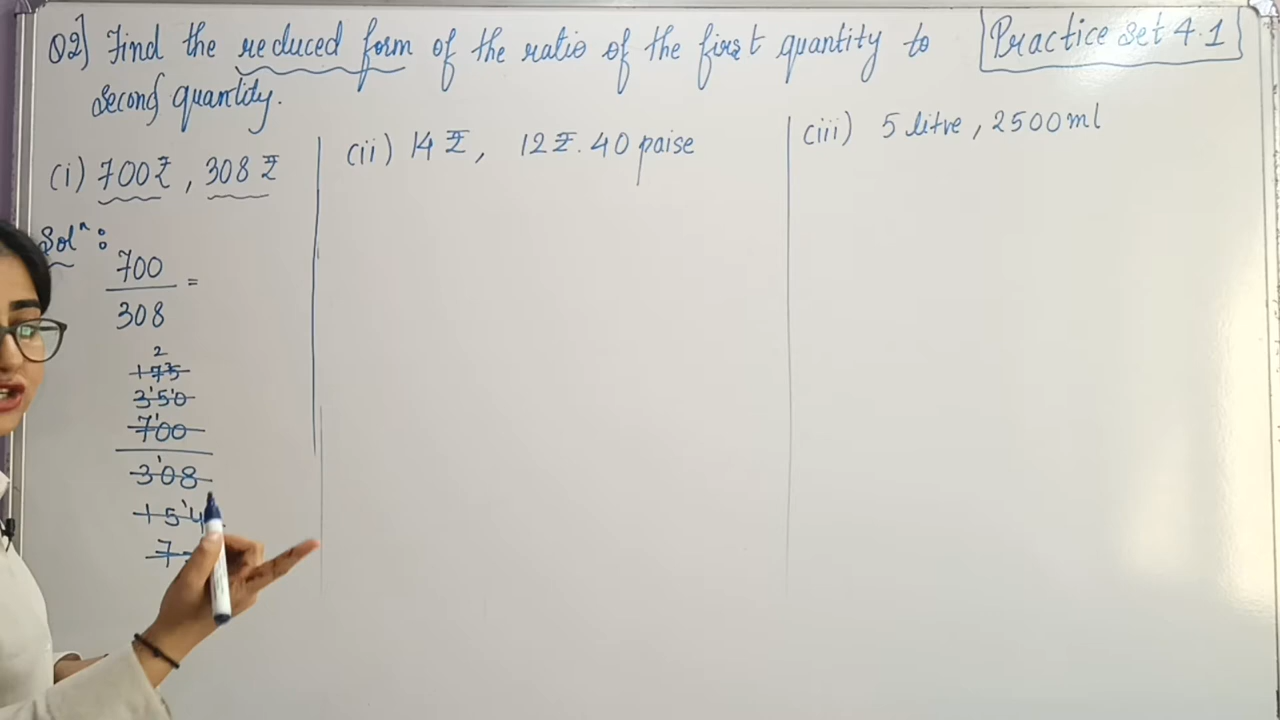 Q2] Find the reduced form of the ratio of the first quantity to
second quantity.
Practice set 4.1
(i) 700₹, 308 ₹
Solⁿ:
700
308
=
2
175
350
700
308
154
(ii) 14 ₹, 12 ₹. 40 paise
(iii) 5 litre, 2500ml